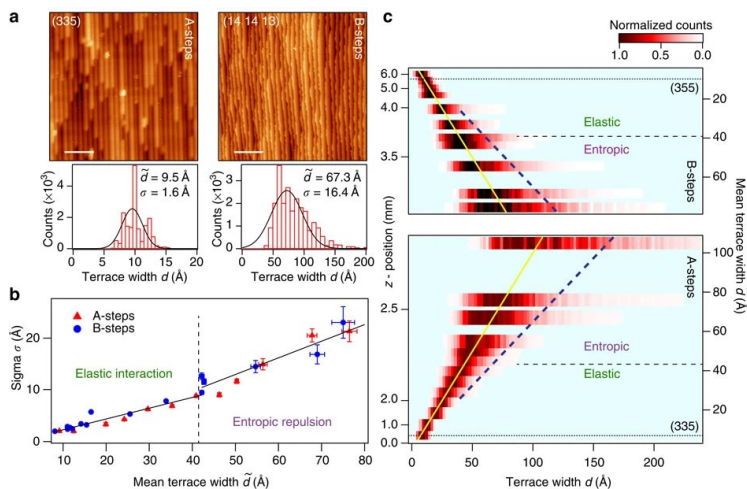 a
(335)
A-steps
(14 14 13)
B-steps
Counts (×10³)
4
2
0
d̃ = 9.5 Å
σ = 1.6 Å
0 10 20
Terrace width d (Å)
Counts (×10³)
3
2
1
0
d̃ = 67.3 Å
σ = 16.4 Å
0 50 100 150 200
Terrace width d (Å)
b
A-steps
B-steps
Sigma σ (Å)
20
10
0
Elastic interaction
Entropic repulsion
10 20 30 40 50 60 70 80
Mean terrace width d̃ (Å)
c
Normalized counts
1.0 0.5 0.0
6.0
5.0
4.0
3.5
(355)
Elastic
Entropic
B-steps
20
40
60
z - position (mm)
Mean terrace width d (Å)
2.5
2.0
1.0
0.0
A-steps
Entropic
Elastic
(335)
100
80
60
40
20
0 50 100 150 200
Terrace width d (Å)